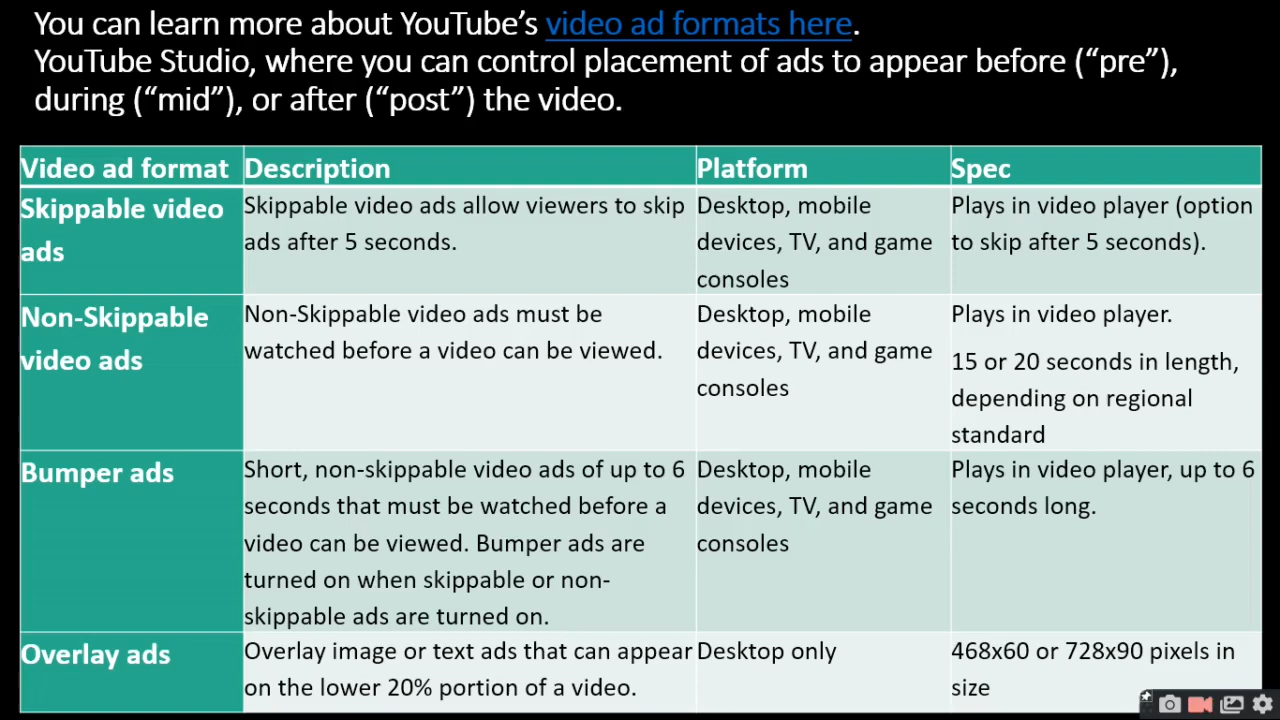 You can learn more about YouTube’s video ad formats here.
YouTube Studio, where you can control placement of ads to appear before (“pre”),
during (“mid”), or after (“post”) the video.
Video ad format Description Platform Spec
Skippable video
ads
Skippable video ads allow viewers to skip
ads after 5 seconds.
Desktop, mobile
devices, TV, and game
consoles
Plays in video player (option
to skip after 5 seconds).
Non-Skippable
video ads
Non-Skippable video ads must be
watched before a video can be viewed.
Desktop, mobile
devices, TV, and game
consoles
Plays in video player.
15 or 20 seconds in length,
depending on regional
standard
Bumper ads
Short, non-skippable video ads of up to 6
seconds that must be watched before a
video can be viewed. Bumper ads are
turned on when skippable or non-
skippable ads are turned on.
Desktop, mobile
devices, TV, and game
consoles
Plays in video player, up to 6
seconds long.
Overlay ads
Overlay image or text ads that can appear
on the lower 20% portion of a video.
Desktop only
468x60 or 728x90 pixels in
size